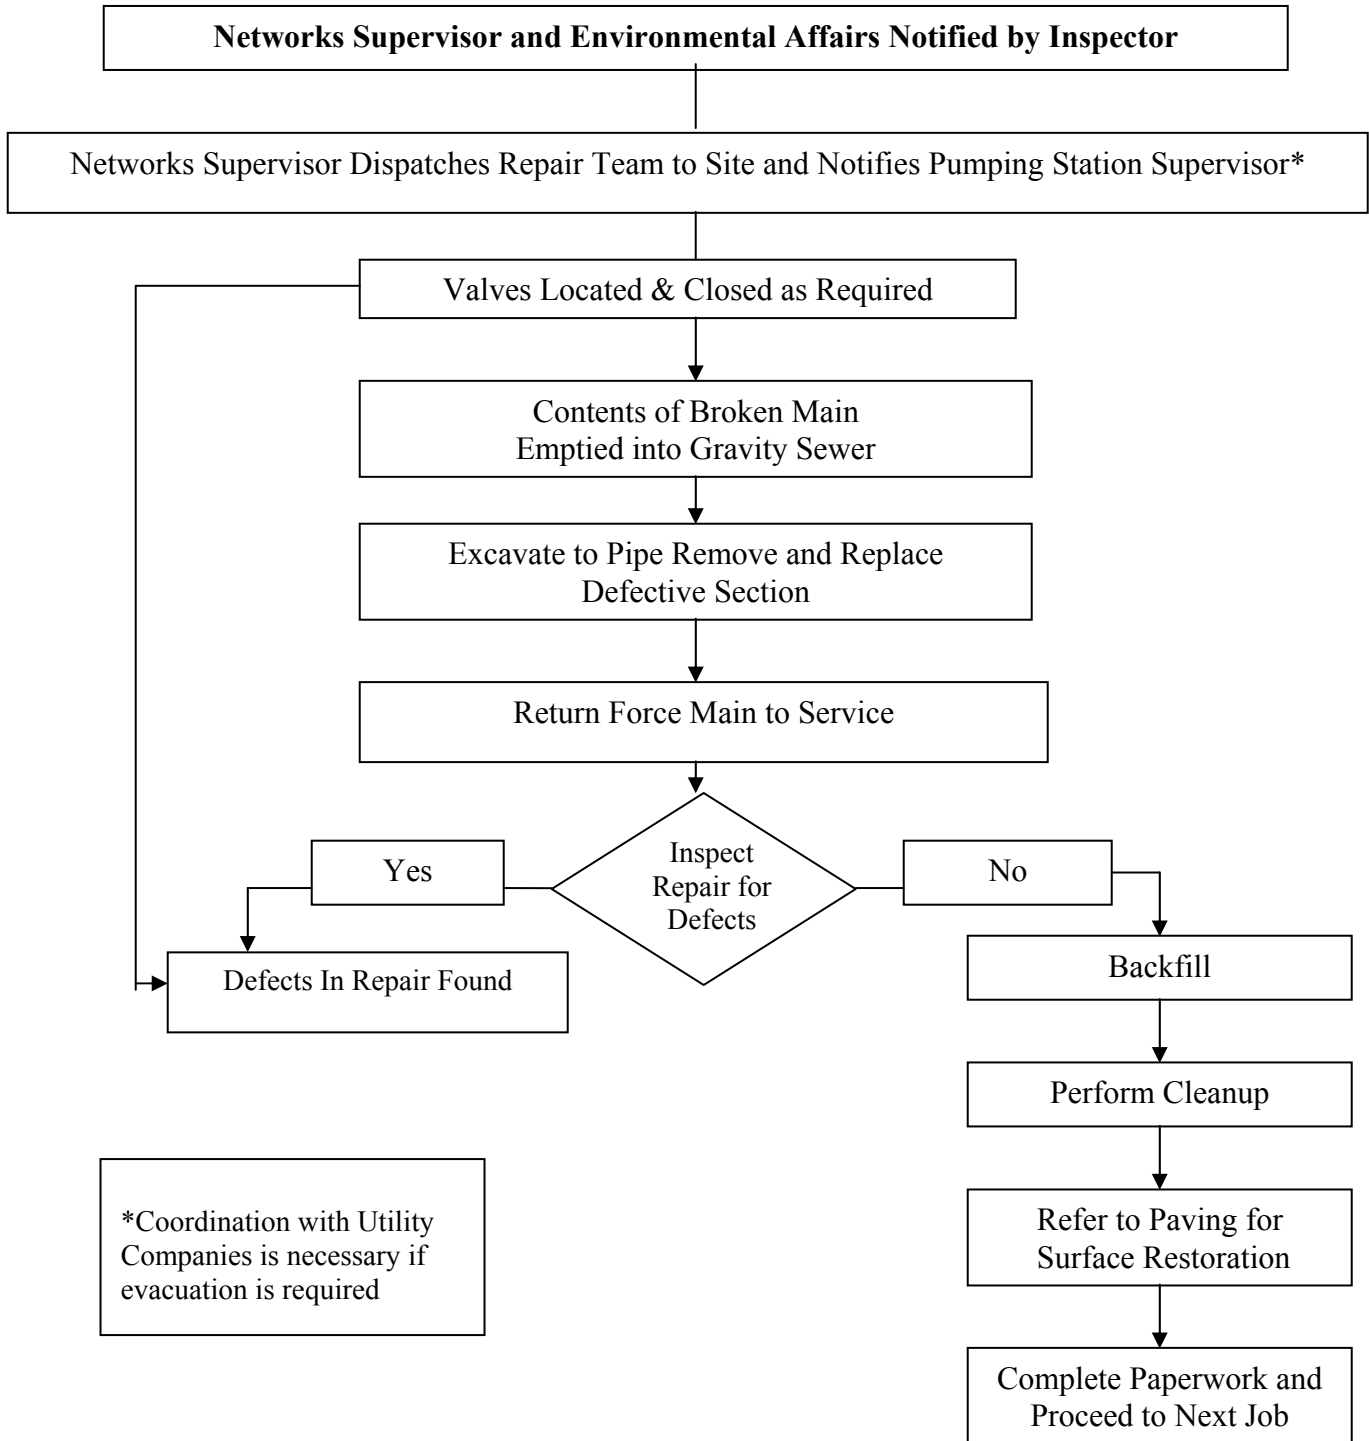 Networks Supervisor and Environmental Affairs Notified by Inspector
Networks Supervisor Dispatches Repair Team to Site and Notifies Pumping Station Supervisor*
Valves Located & Closed as Required
Contents of Broken Main
Emptied into Gravity Sewer
Excavate to Pipe Remove and Replace
Defective Section
Return Force Main to Service
Inspect
Repair for
Defects
Yes
No
Defects In Repair Found
Backfill
Perform Cleanup
Refer to Paving for
Surface Restoration
Complete Paperwork and
Proceed to Next Job
*Coordination with Utility
Companies is necessary if
evacuation is required